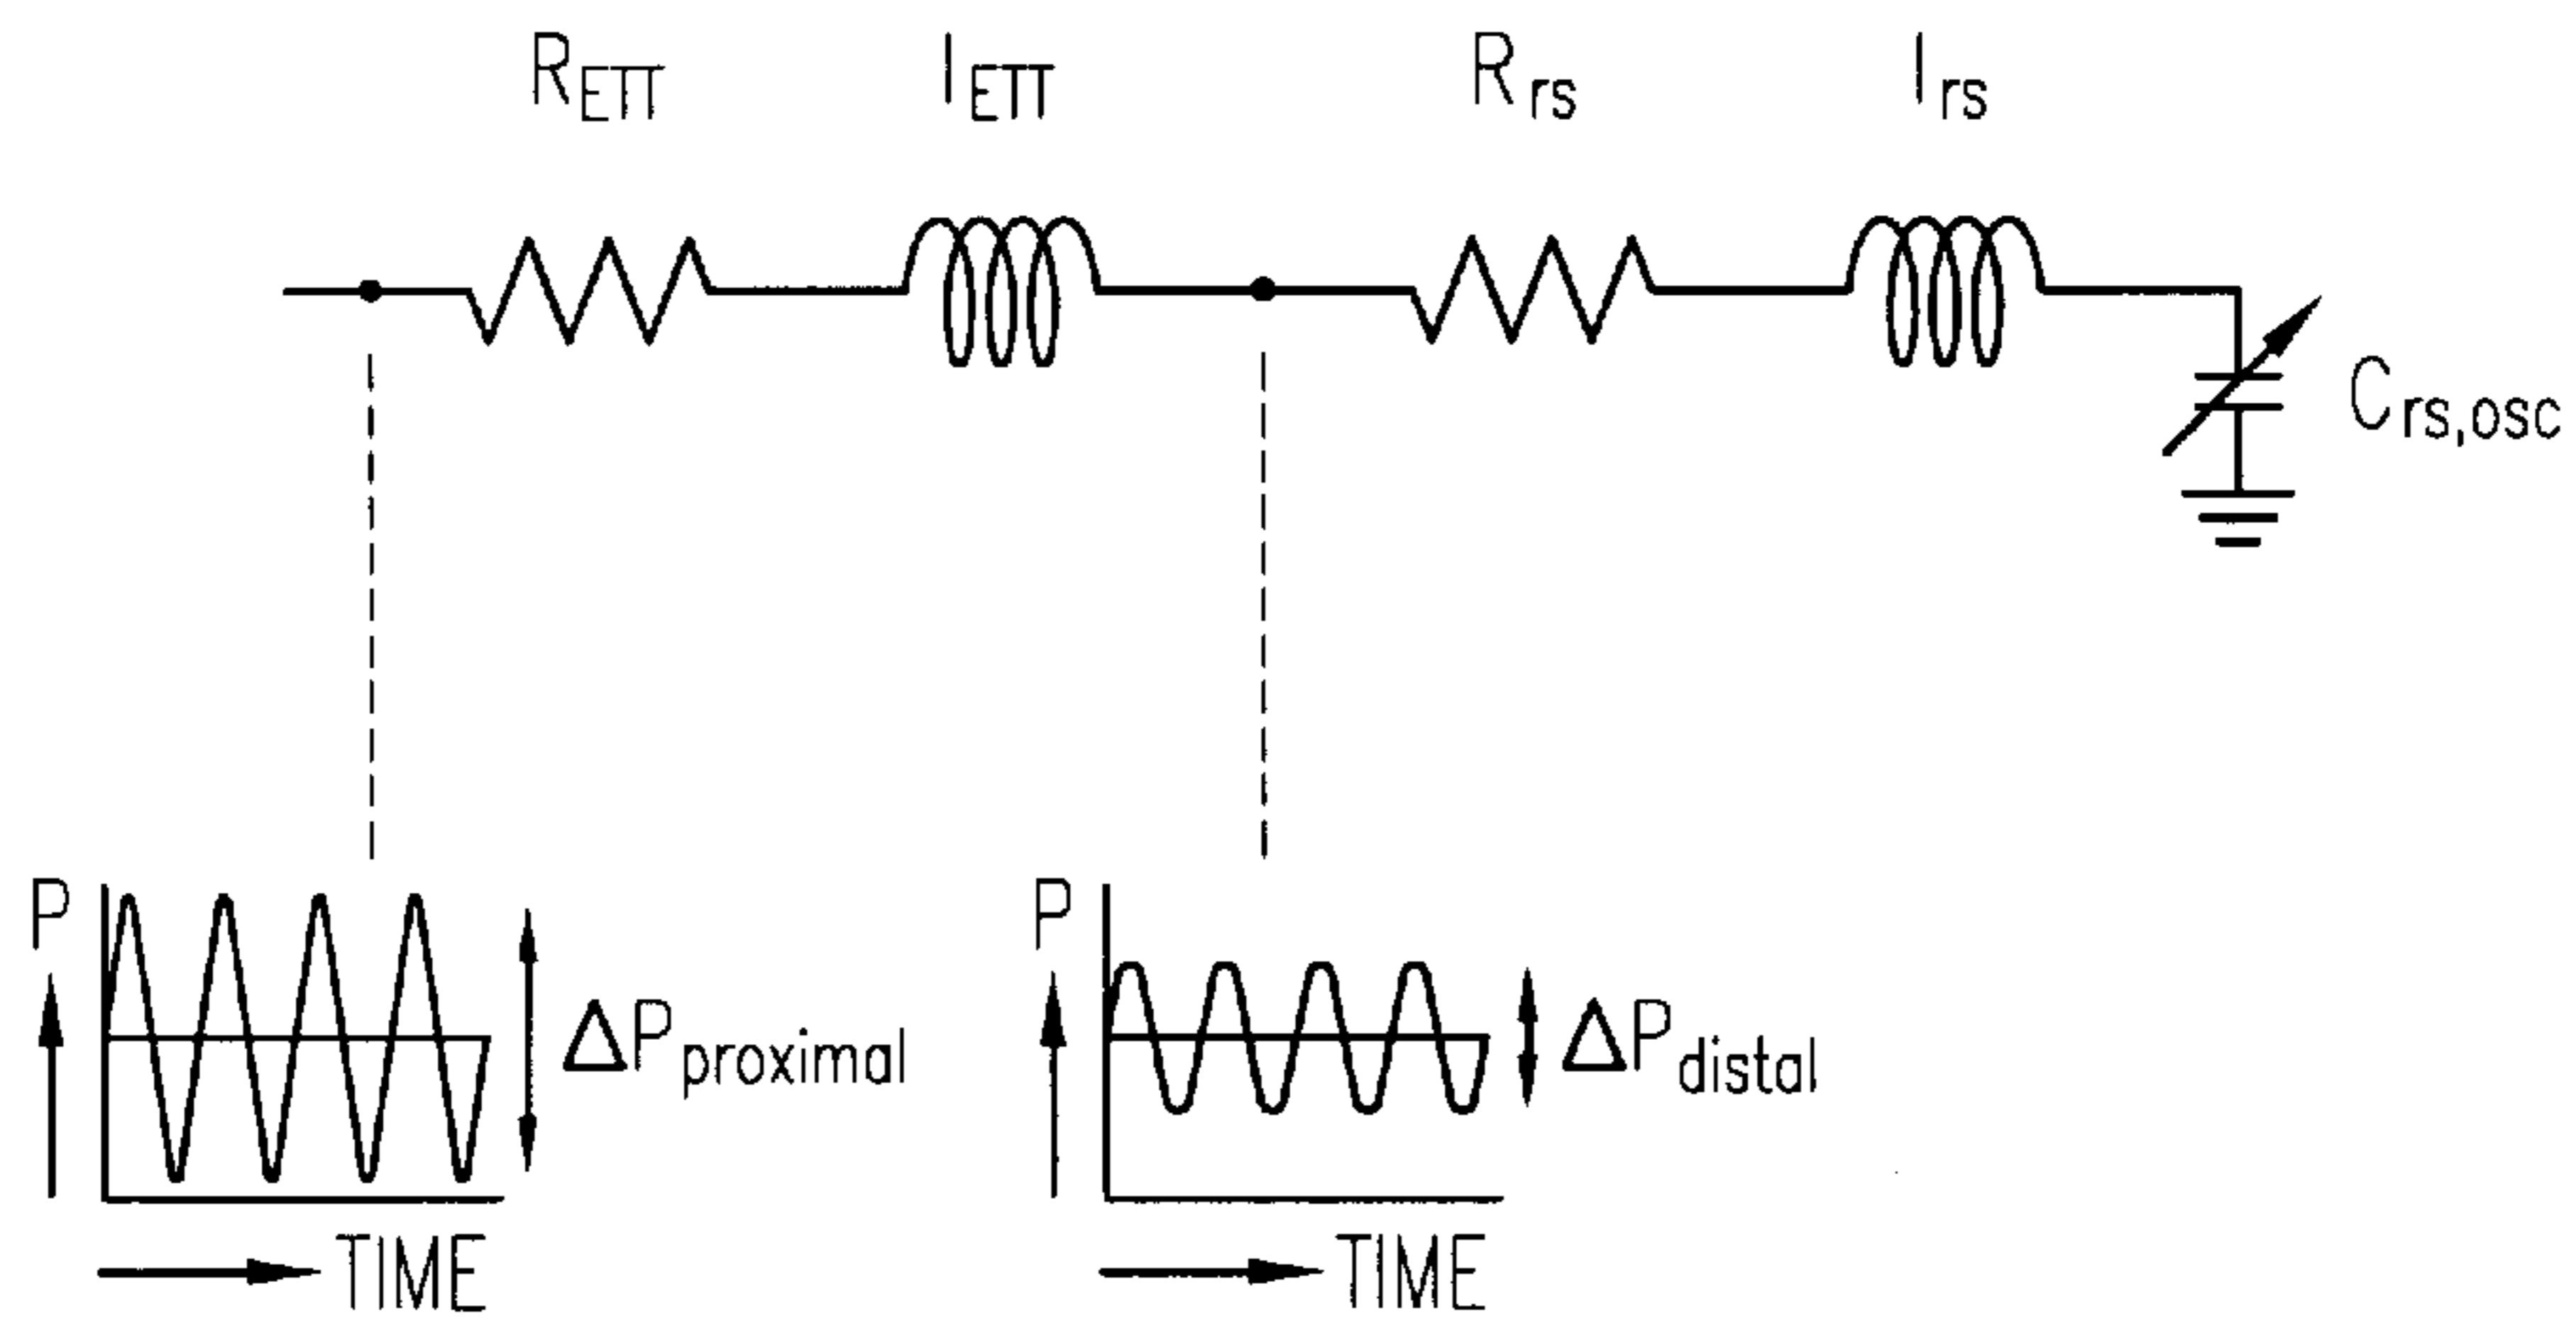 R_ETT I_ETT R_rs I_rs
C_rs,osc
P ΔP_proximal P ΔP_distal
TIME TIME